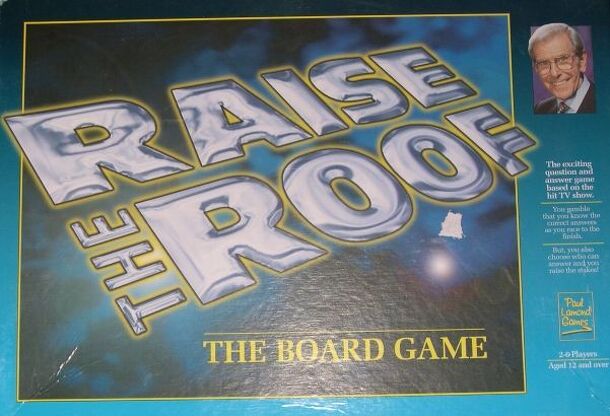 RAISE
THE ROOF
THE BOARD GAME
The exciting
question and
answer game
based on the
hit TV show.
You gamble
that you know the
correct answers
as you race to the
finish.
But, you also
choose who can
answer and you
raise the stakes!
Paul
Lamond
Games
2-6 Players
Aged 12 and over